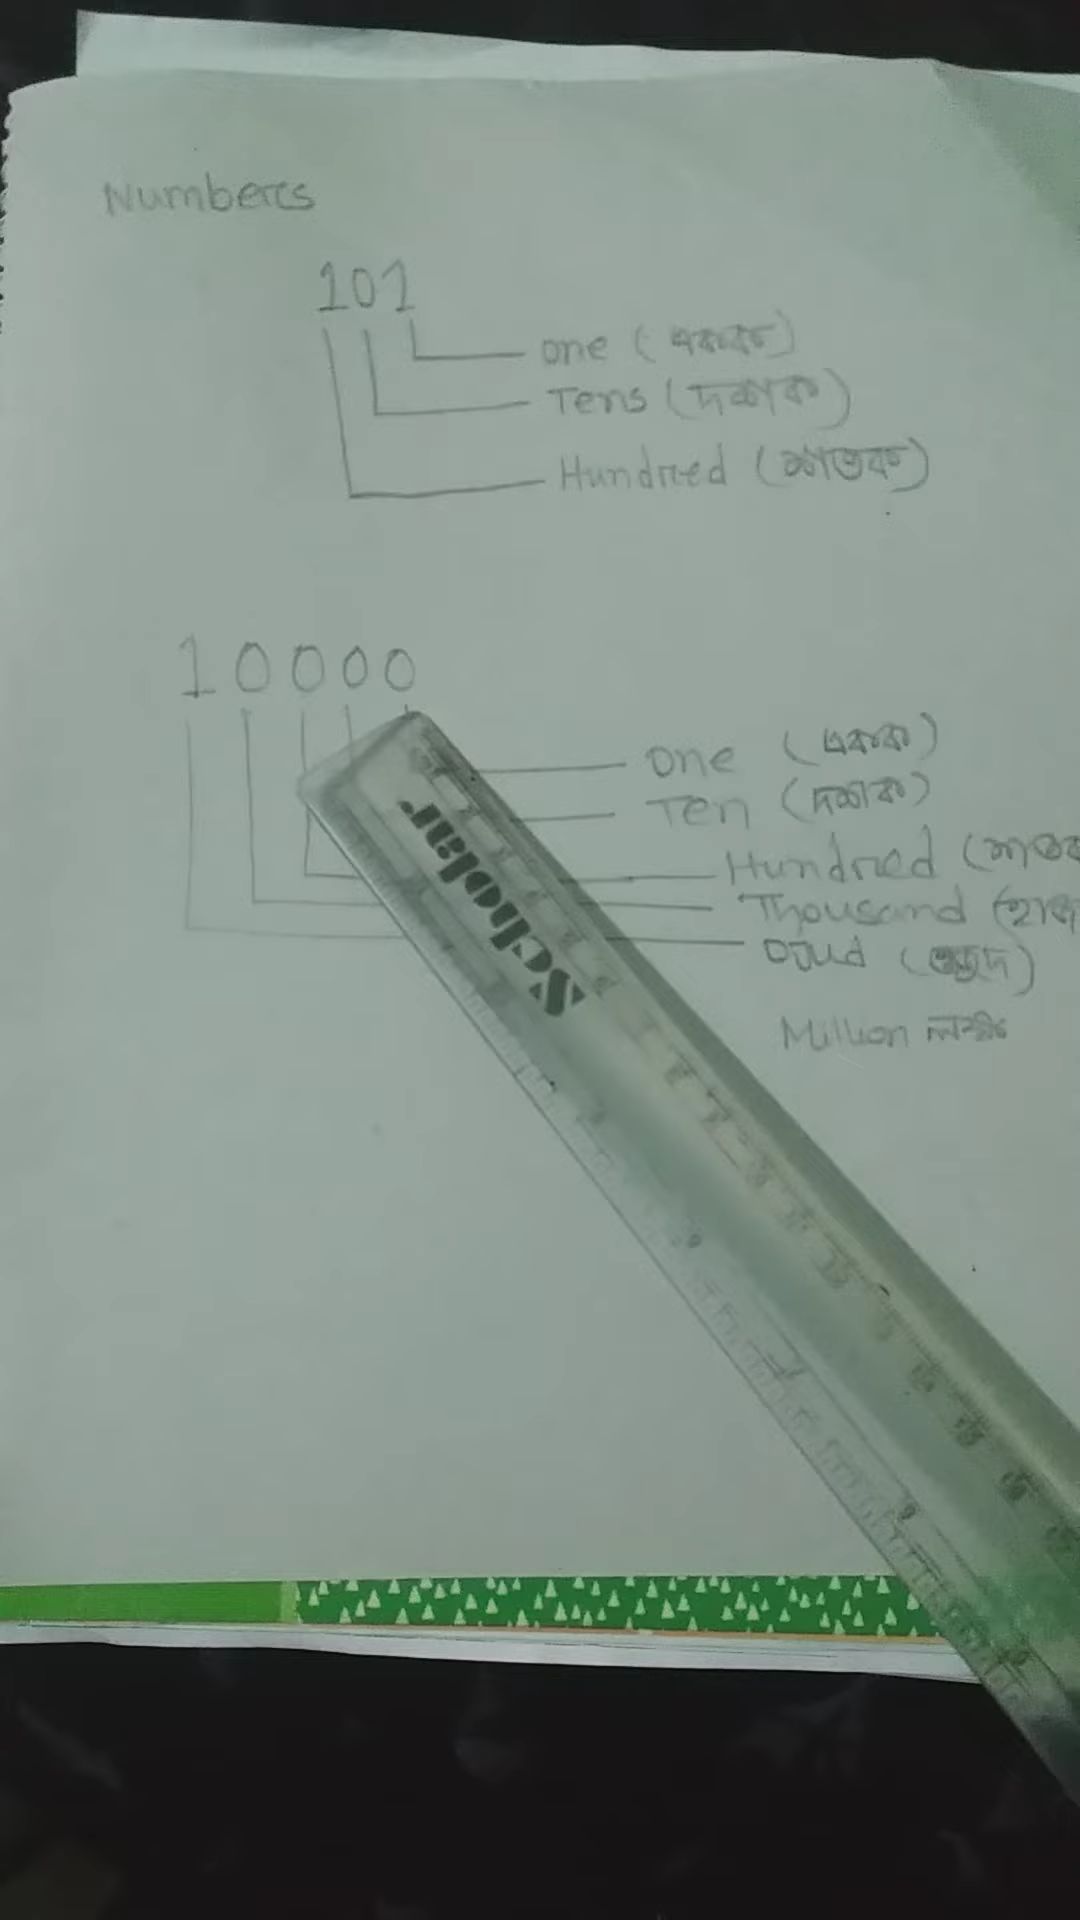 Numbers
101
one (একক)
Tens (দশক)
Hundred (শতক)
10000
one (একক)
Ten (দশক)
Hundred
Thousand
Ojud
Million
Scholar